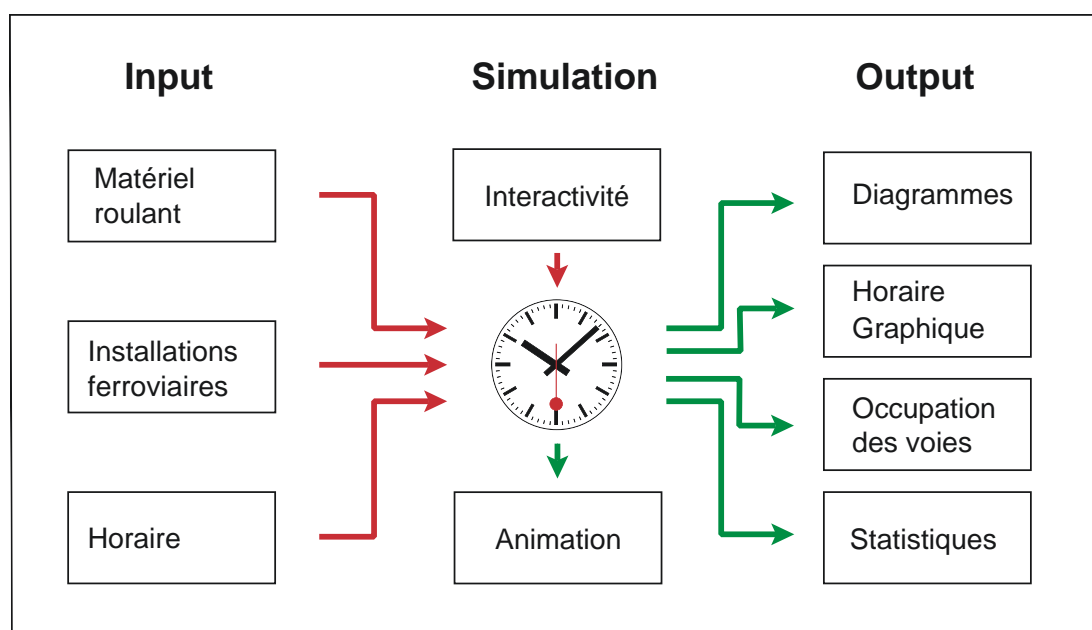 Input
Simulation
Output
Matériel
roulant
Installations
ferroviaires
Horaire
Interactivité
Animation
Diagrammes
Horaire
Graphique
Occupation
des voies
Statistiques